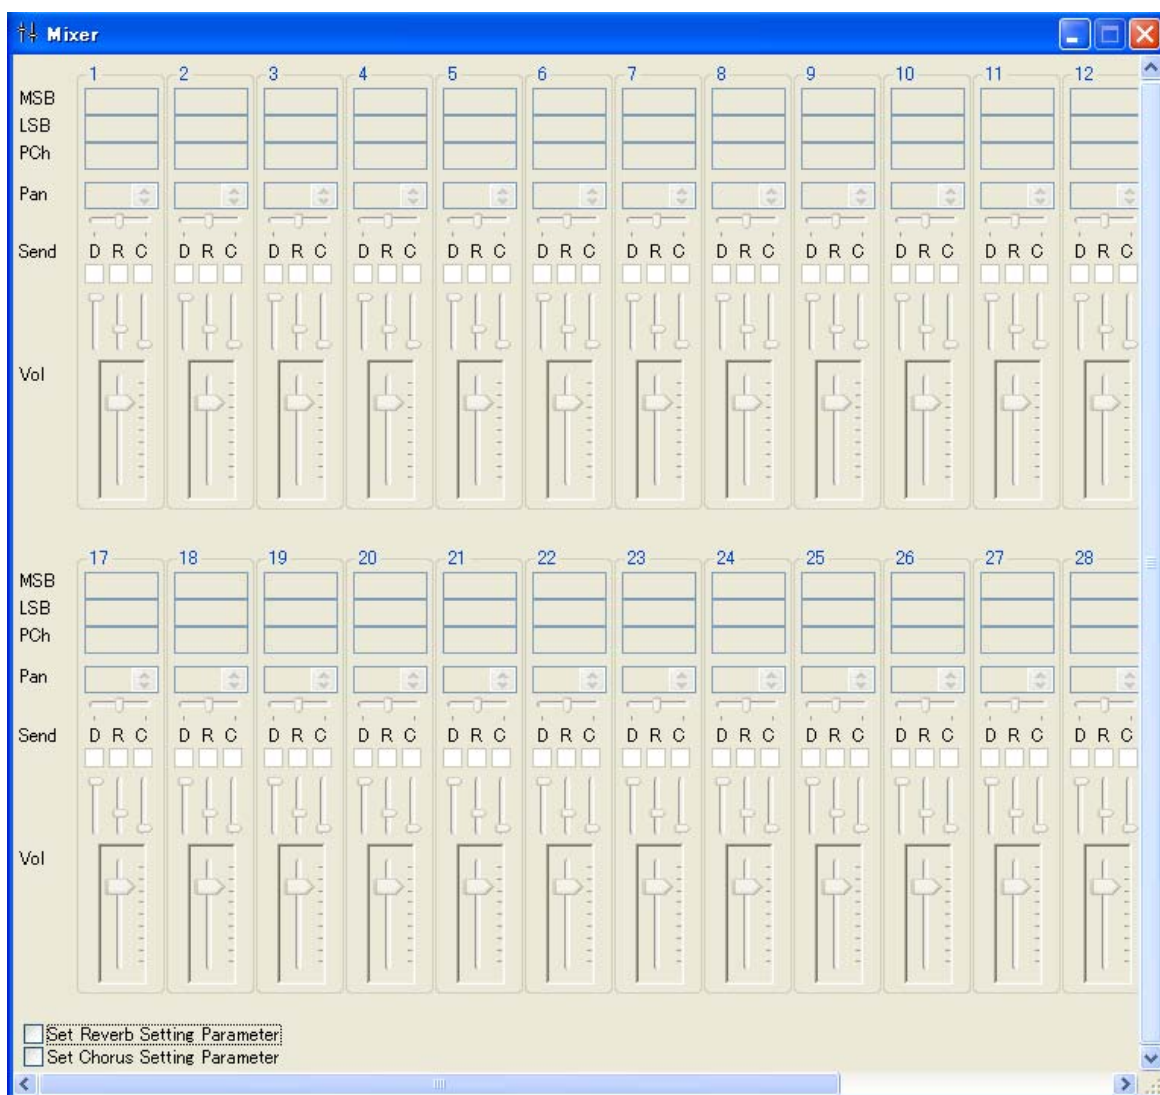 Mixer
1 2 3 4 5 6 7 8 9 10 11 12
MSB
LSB
PCh
Pan
Send D R C D R C D R C D R C D R C D R C D R C D R C D R C D R C D R C D R C
Vol
17 18 19 20 21 22 23 24 25 26 27 28
MSB
LSB
PCh
Pan
Send D R C D R C D R C D R C D R C D R C D R C D R C D R C D R C D R C D R C
Vol
Set Reverb Setting Parameter
Set Chorus Setting Parameter